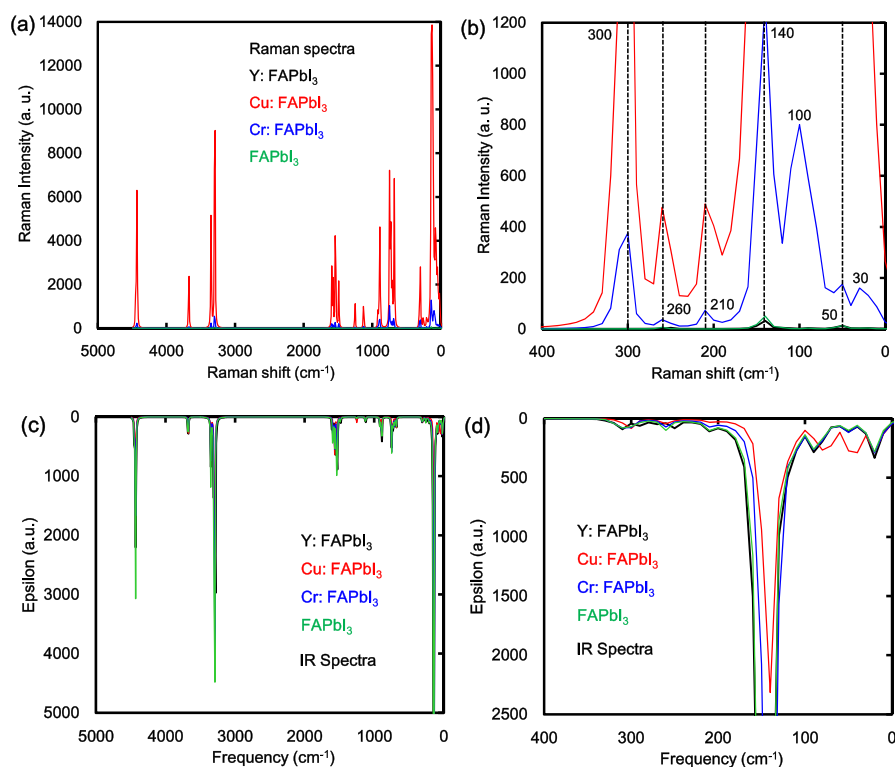 (a)
14000
12000
10000
8000
6000
4000
2000
0
Raman Intensity (a. u.)
Raman spectra
Y: FAPbI₃
Cu: FAPbI₃
Cr: FAPbI₃
FAPbI₃
5000 4000 3000 2000 1000 0
Raman shift (cm⁻¹)
(b)
1200
1000
800
600
400
200
0
Raman Intensity (a. u.)
300
140
100
260
210
50
30
400 300 200 100 0
Raman shift (cm⁻¹)
(c)
0
1000
2000
3000
4000
5000
Epsilon (a.u.)
Y: FAPbI₃
Cu: FAPbI₃
Cr: FAPbI₃
FAPbI₃
IR Spectra
5000 4000 3000 2000 1000 0
Frequency (cm⁻¹)
(d)
0
500
1000
1500
2000
2500
Epsilon (a.u.)
Y: FAPbI₃
Cu: FAPbI₃
Cr: FAPbI₃
FAPbI₃
IR Spectra
400 300 200 100 0
Frequency (cm⁻¹)